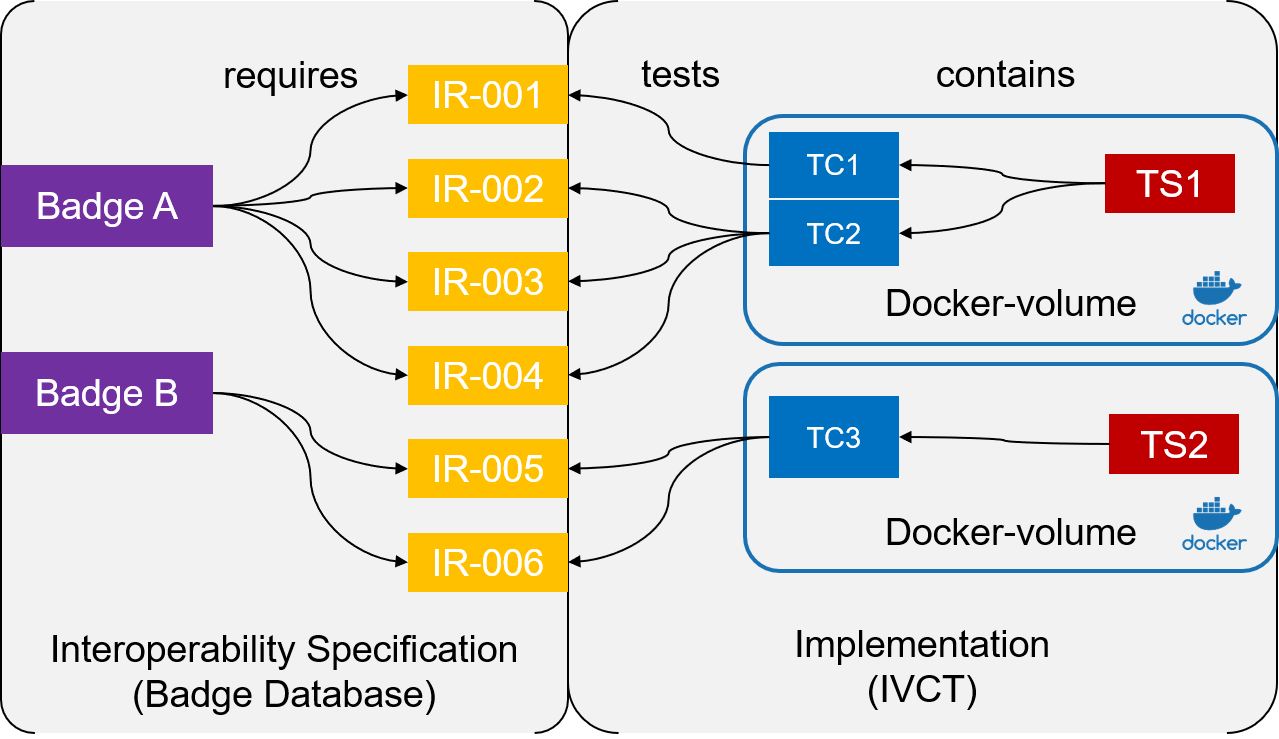 requires
tests
contains
Badge A
Badge B
IR-001
IR-002
IR-003
IR-004
IR-005
IR-006
TC1
TC2
TS1
Docker-volume
docker
TC3
TS2
Docker-volume
docker
Interoperability Specification
(Badge Database)
Implementation
(IVCT)